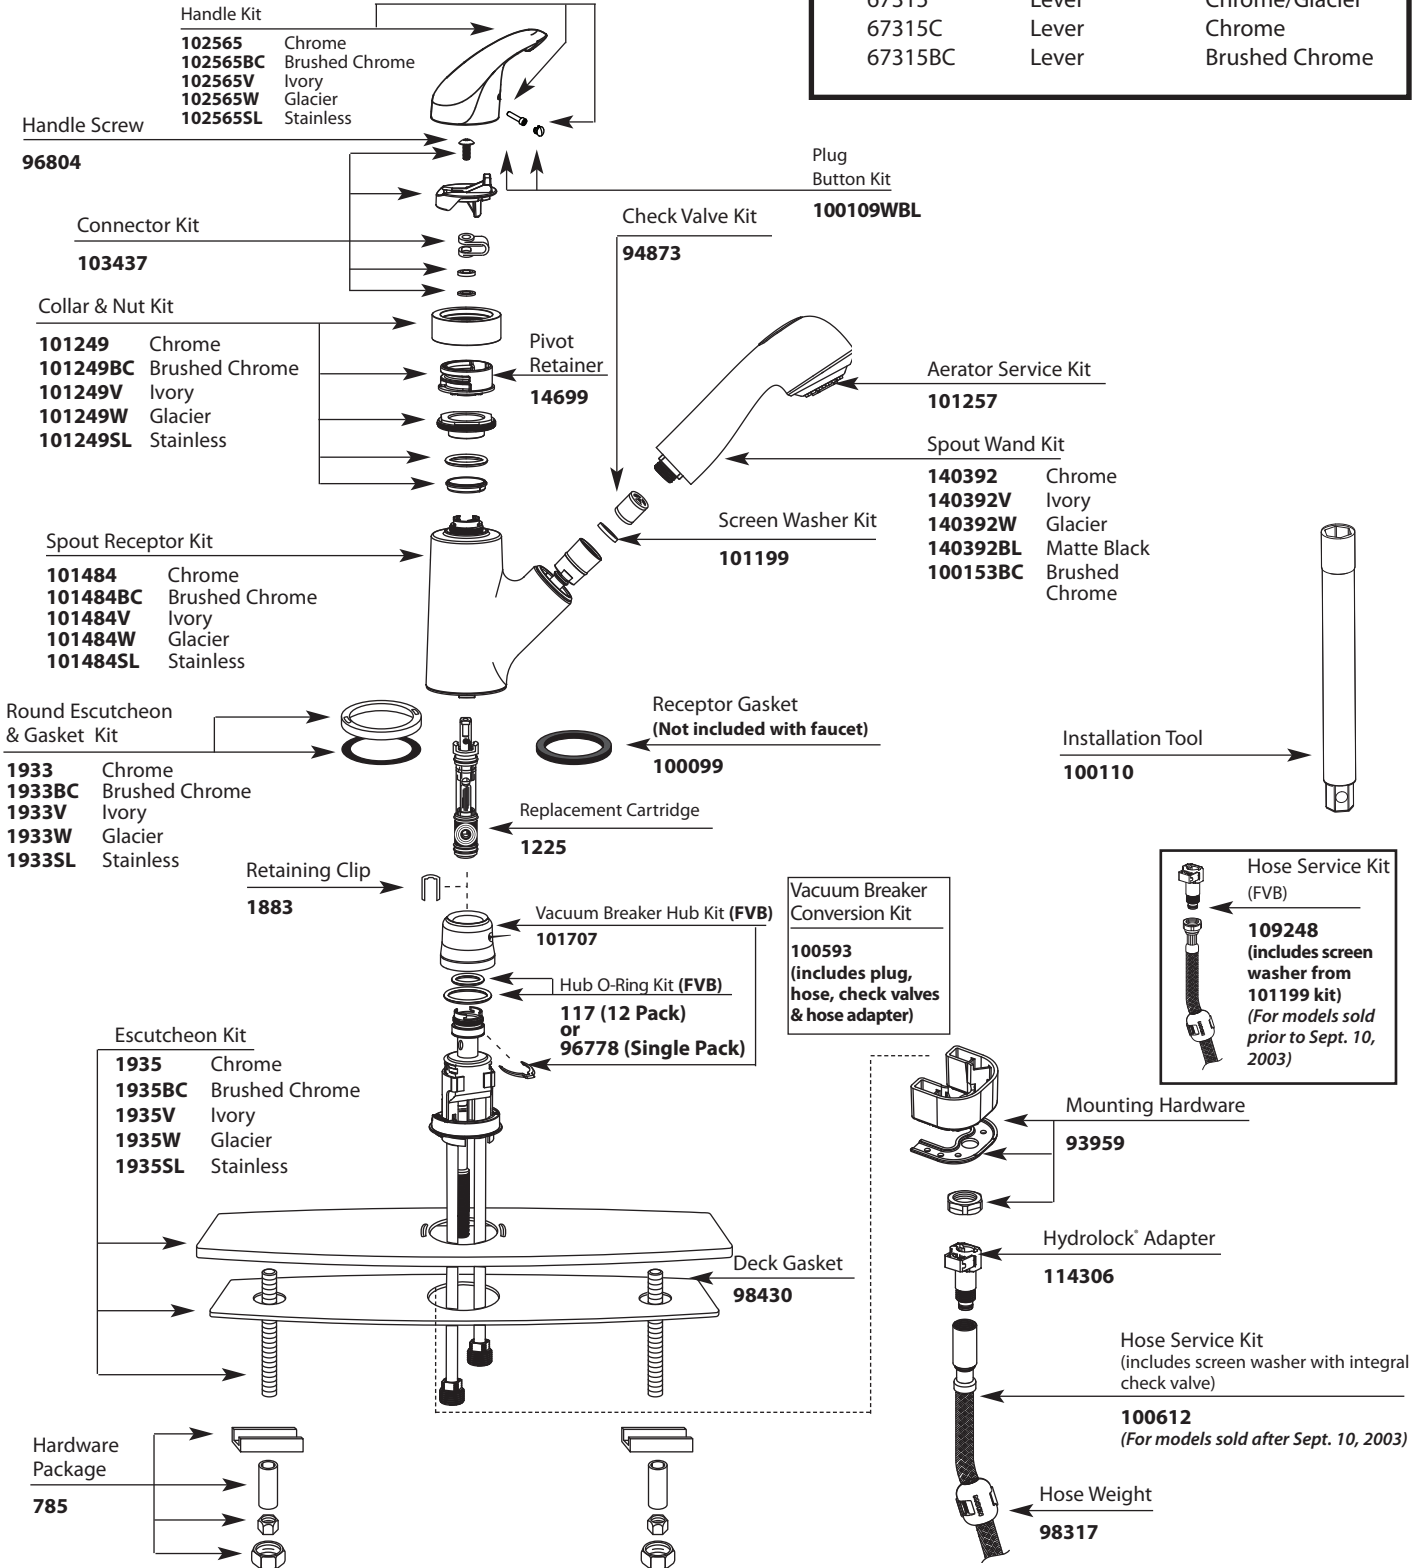 67315 Lever Chrome/Glacier
67315C Lever Chrome
67315BC Lever Brushed Chrome
Handle Kit
102565 Chrome
102565BC Brushed Chrome
102565V Ivory
102565W Glacier
102565SL Stainless
Handle Screw
96804
Plug
Button Kit
100109WBL
Connector Kit
103437
Check Valve Kit
94873
Collar & Nut Kit
101249 Chrome
101249BC Brushed Chrome
101249V Ivory
101249W Glacier
101249SL Stainless
Pivot
Retainer
14699
Aerator Service Kit
101257
Spout Wand Kit
140392 Chrome
140392V Ivory
140392W Glacier
140392BL Matte Black
100153BC Brushed
Chrome
Screen Washer Kit
101199
Spout Receptor Kit
101484 Chrome
101484BC Brushed Chrome
101484V Ivory
101484W Glacier
101484SL Stainless
Round Escutcheon
& Gasket Kit
1933 Chrome
1933BC Brushed Chrome
1933V Ivory
1933W Glacier
1933SL Stainless
Receptor Gasket
(Not included with faucet)
100099
Installation Tool
100110
Replacement Cartridge
1225
Retaining Clip
1883
Vacuum Breaker Hub Kit (FVB)
101707
Hub O-Ring Kit (FVB)
117 (12 Pack)
or
96778 (Single Pack)
Vacuum Breaker
Conversion Kit
100593
(includes plug,
hose, check valves
& hose adapter)
Hose Service Kit
(FVB)
109248
(includes screen
washer from
101199 kit)
(For models sold
prior to Sept. 10,
2003)
Escutcheon Kit
1935 Chrome
1935BC Brushed Chrome
1935V Ivory
1935W Glacier
1935SL Stainless
Mounting Hardware
93959
Hydrolock® Adapter
114306
Deck Gasket
98430
Hose Service Kit
(includes screen washer with integral
check valve)
100612
(For models sold after Sept. 10, 2003)
Hardware
Package
785
Hose Weight
98317